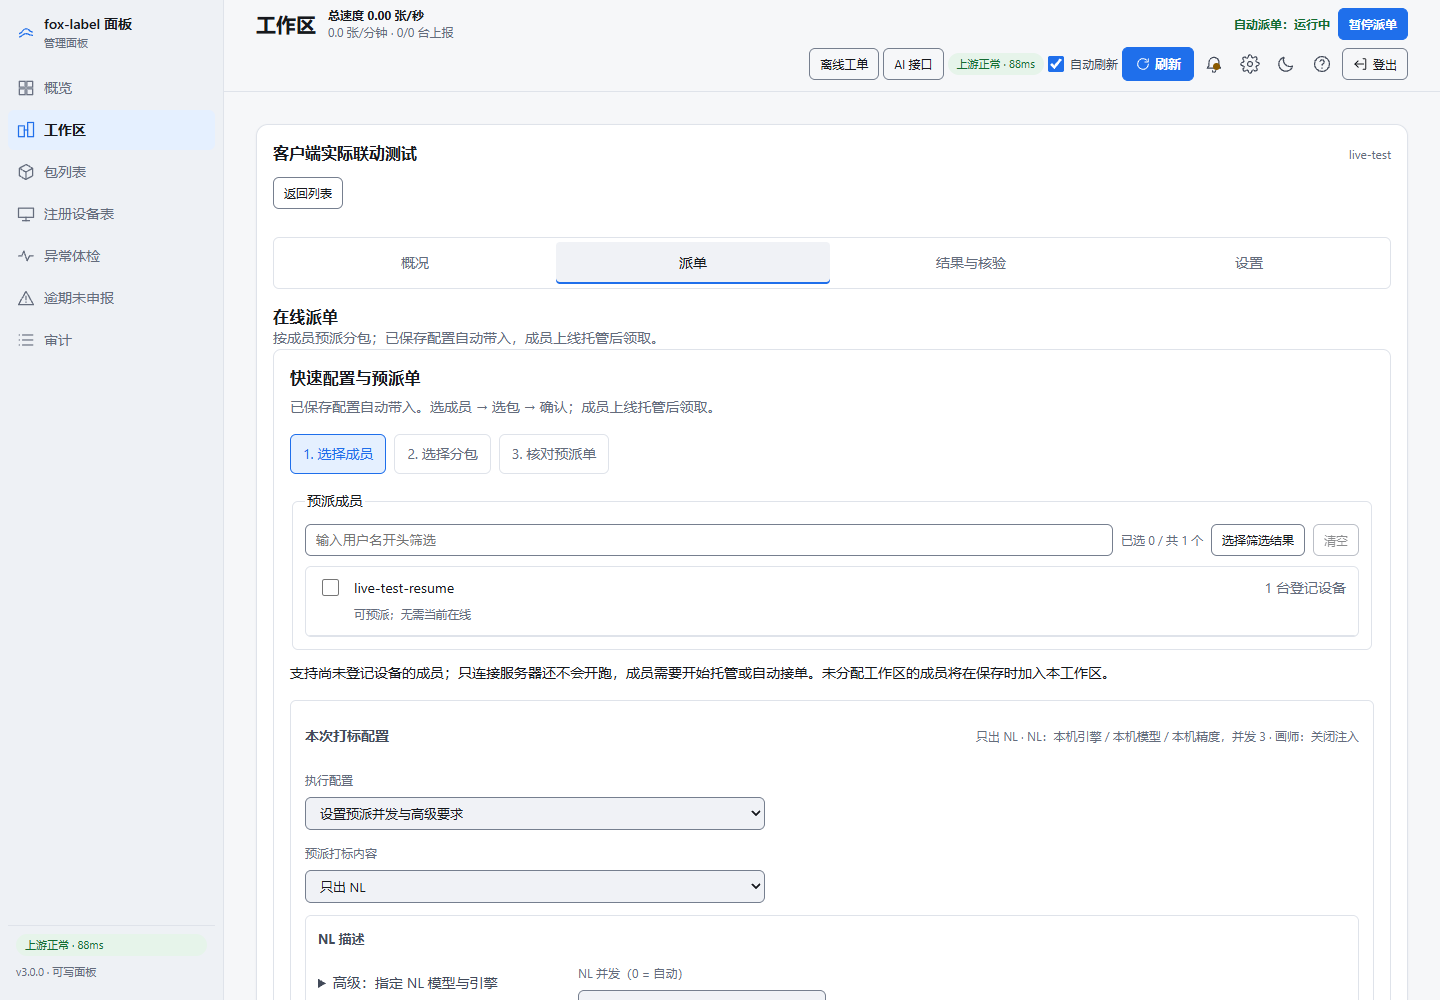 fox-label 面板
管理面板
概览
工作区
包列表
注册设备表
异常体检
逾期未申报
审计
上游正常 · 88ms
v3.0.0 · 可写面板
工作区
总速度 0.00 张/秒
0.0 张/分钟 · 0/0 台上报
自动派单：运行中
暂停派单
离线工单
AI 接口
上游正常 · 88ms
自动刷新
刷新
登出
客户端实际联动测试
live-test
返回列表
概况
派单
结果与核验
设置
在线派单
按成员预派分包；已保存配置自动带入，成员上线托管后领取。
快速配置与预派单
已保存配置自动带入。选成员 → 选包 → 确认；成员上线托管后领取。
1. 选择成员
2. 选择分包
3. 核对预派单
预派成员
输入用户名开头筛选
已选 0 / 共 1 个
选择筛选结果
清空
live-test-resume
1 台登记设备
可预派；无需当前在线
支持尚未登记设备的成员；只连接服务器还不会开跑，成员需要开始托管或自动接单。未分配工作区的成员将在保存时加入本工作区。
本次打标配置
只出 NL · NL：本机引擎 / 本机模型 / 本机精度，并发 3 · 画师：关闭注入
执行配置
设置预派并发与高级要求
预派打标内容
只出 NL
NL 描述
高级：指定 NL 模型与引擎
NL 并发（0 = 自动）